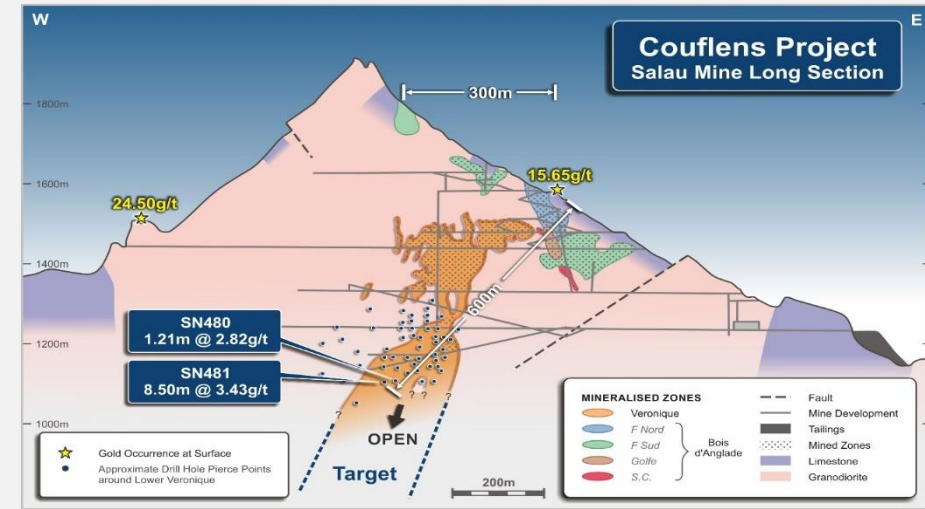 W
E
Couflens Project
Salau Mine Long Section
300m
1800m
1600m
15.65g/t
24.50g/t
1400m
600m
SN480
1.21m @ 2.82g/t
1200m
SN481
8.50m @ 3.43g/t
? ?
? ?
1000m
OPEN
Target
200m
Gold Occurrence at Surface
Approximate Drill Hole Pierce Points
around Lower Veronique
MINERALISED ZONES
Veronique
F Nord
F Sud
Golfe
S.C.
Bois
d'Anglade
Fault
Mine Development
Tailings
Mined Zones
Limestone
Granodiorite